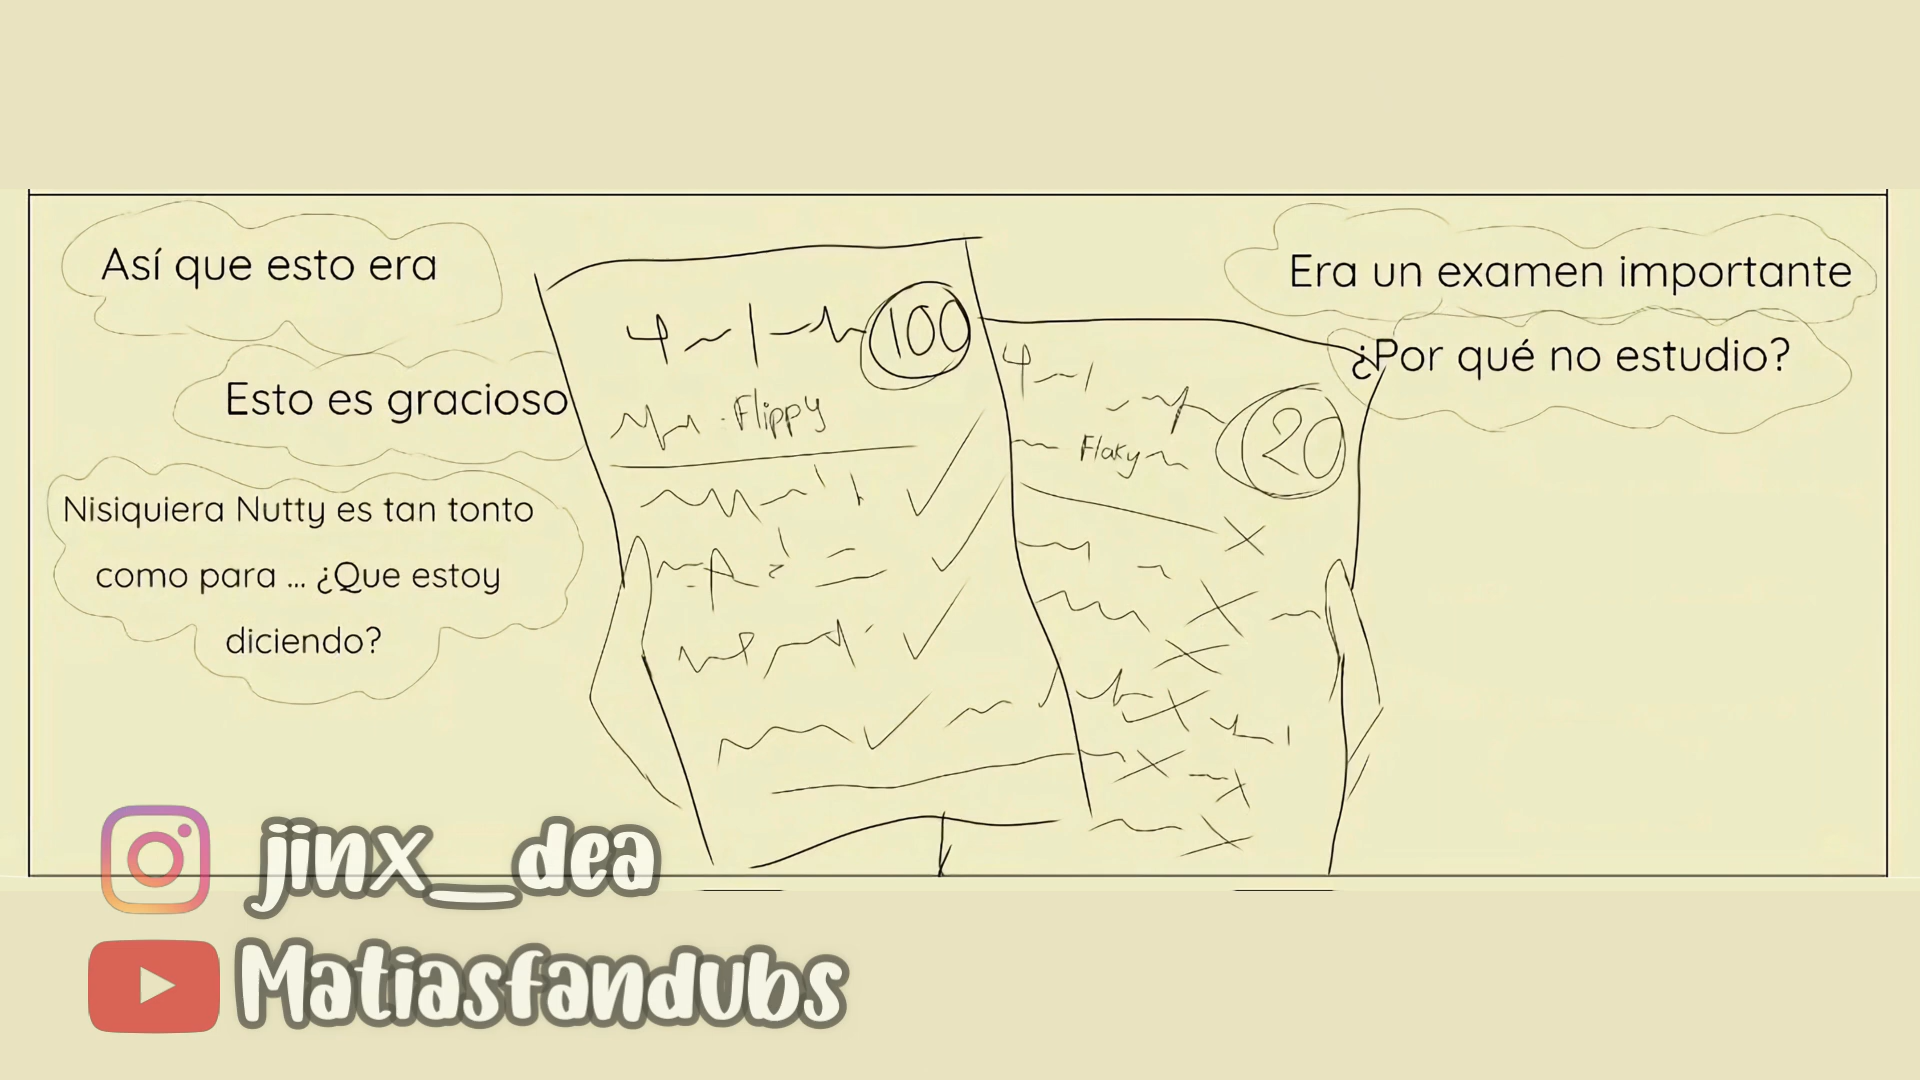 Así que esto era
Esto es gracioso
Nisiquiera Nutty es tan tonto
como para ... ¿Que estoy
diciendo?
100
Flippy
20
Flaky
Era un examen importante
¿Por qué no estudio?
jinx__dea
Matiasfandubs